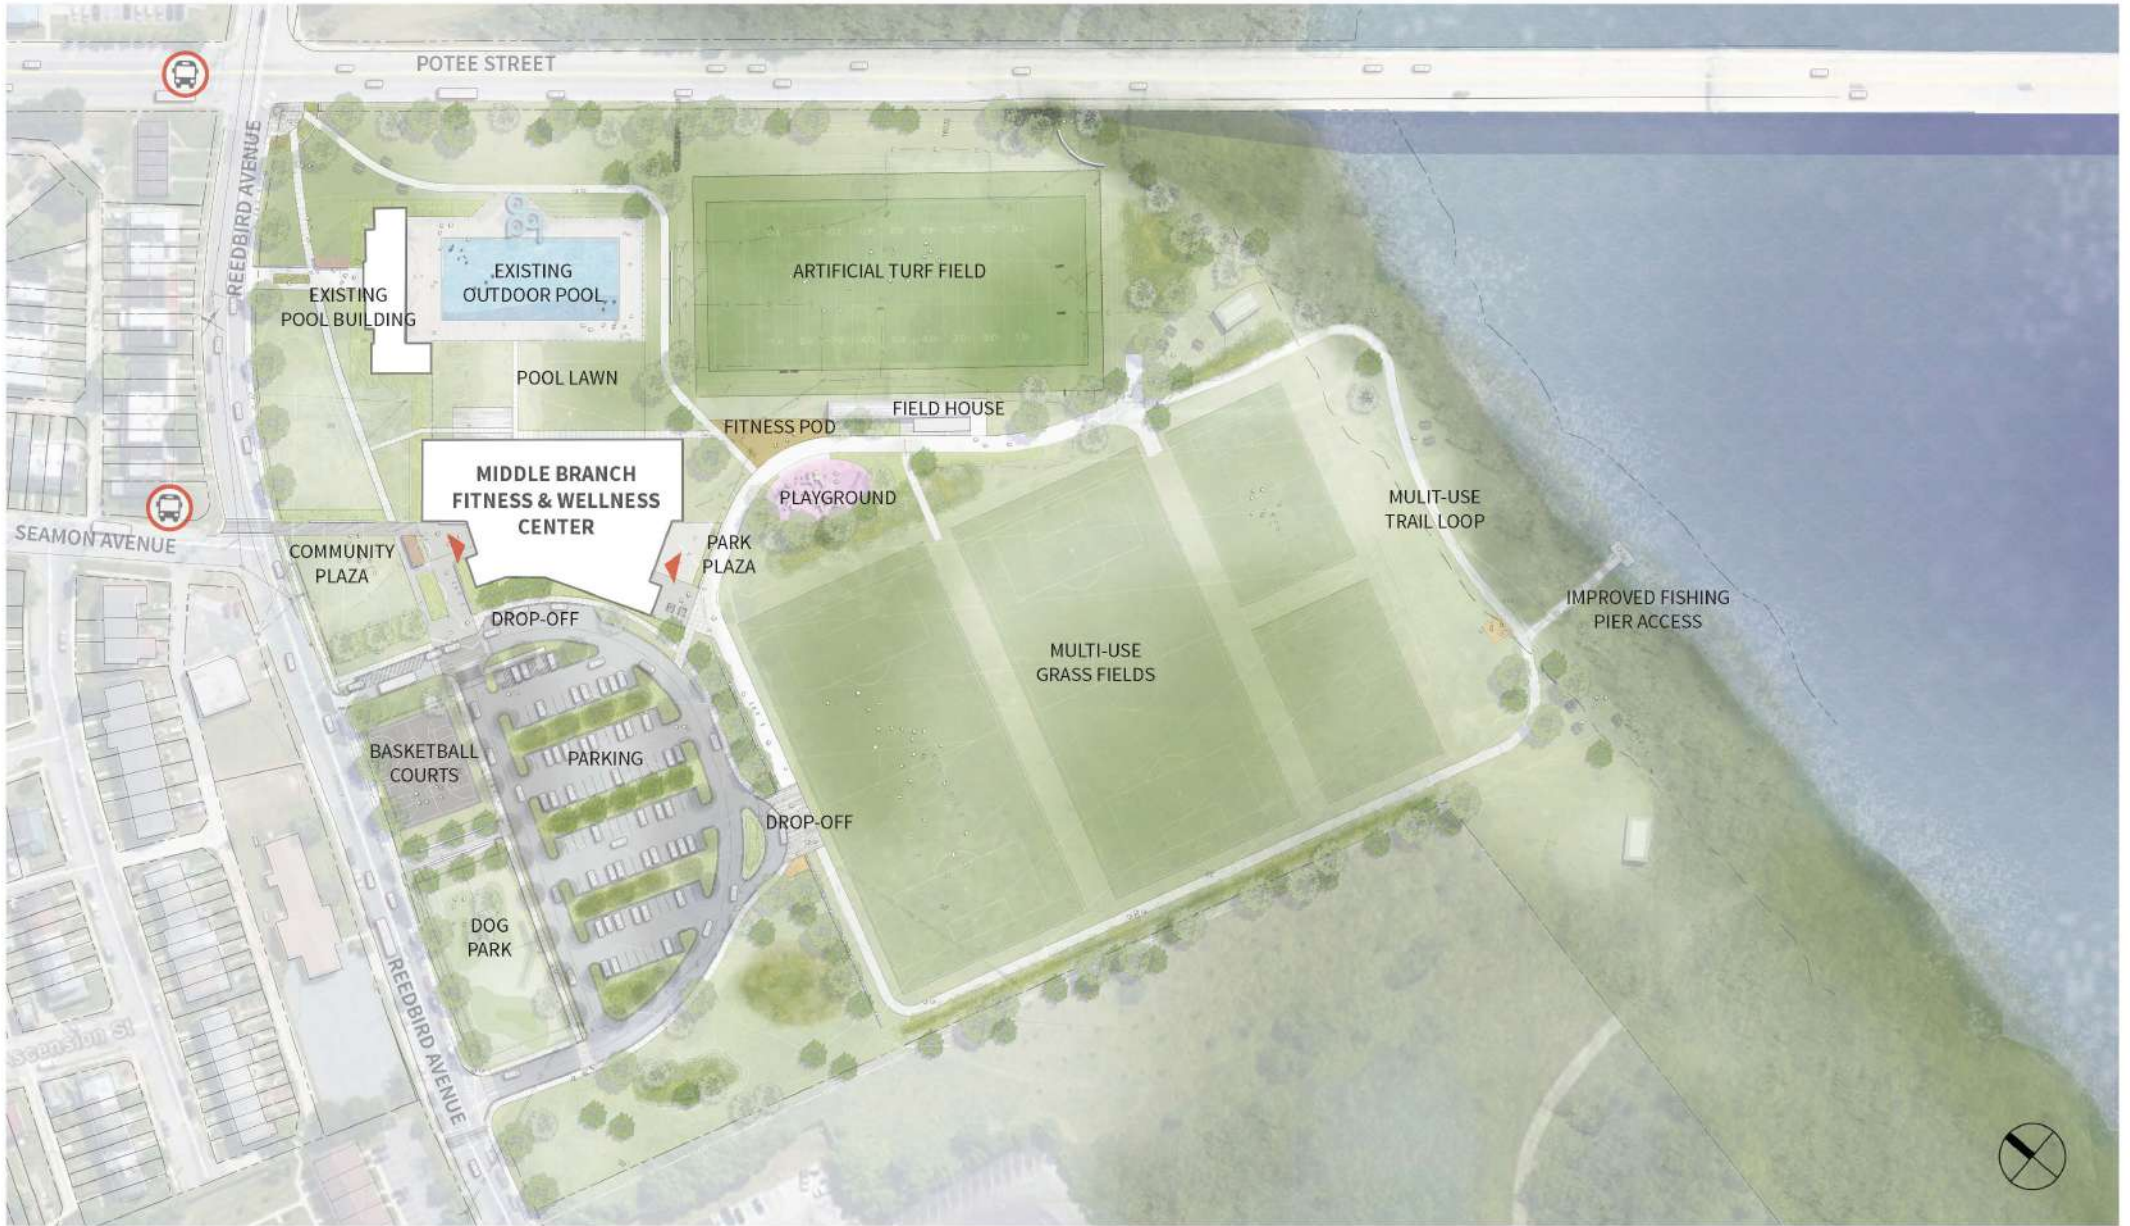 POTEE STREET
REEDBIRD AVENUE
EXISTING
OUTDOOR POOL
ARTIFICIAL TURF FIELD
EXISTING
POOL BUILDING
POOL LAWN
FIELD HOUSE
FITNESS POD
MIDDLE BRANCH
FITNESS & WELLNESS
CENTER
PLAYGROUND
MULIT-USE
TRAIL LOOP
SEAMON AVENUE
COMMUNITY
PLAZA
PARK
PLAZA
DROP-OFF
IMPROVED FISHING
PIER ACCESS
MULTI-USE
GRASS FIELDS
BASKETBALL
COURTS
PARKING
DROP-OFF
DOG
PARK
REEDBIRD AVENUE
scension St